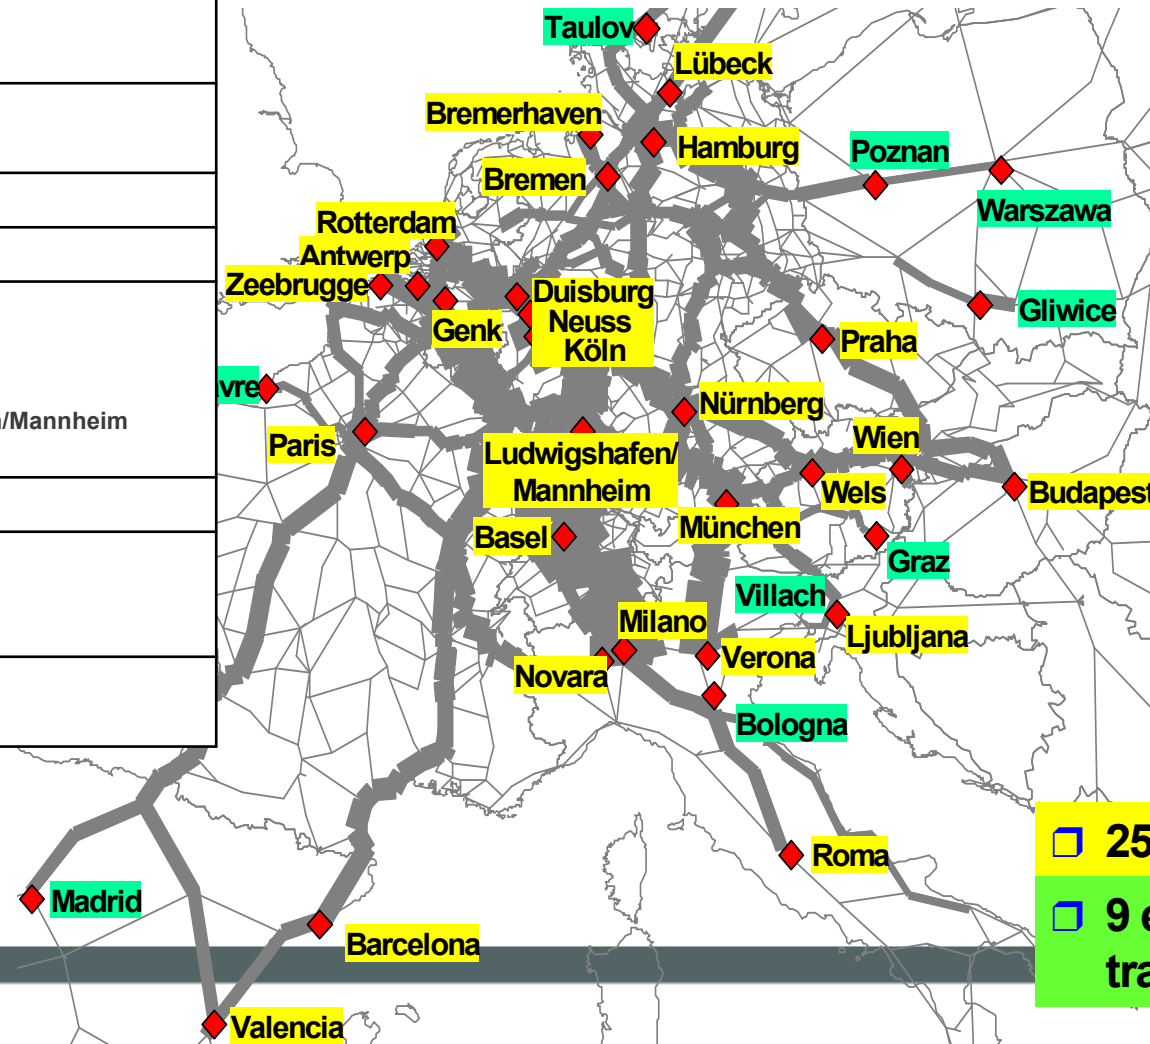 Taulov
Lübeck
Bremerhaven
Hamburg
Poznan
Bremen
Warszawa
Rotterdam
Antwerp
Zeebrugge
Duisburg
Neuss
Köln
Gliwice
Genk
Praha
vre
Nürnberg
/Mannheim
Paris
Wien
Ludwigshafen/
Mannheim
Wels
Budapest
München
Basel
Graz
Villach
Milano
Ljubljana
Verona
Novara
Bologna
25
Roma
Madrid
9 e
tra
Barcelona
Valencia